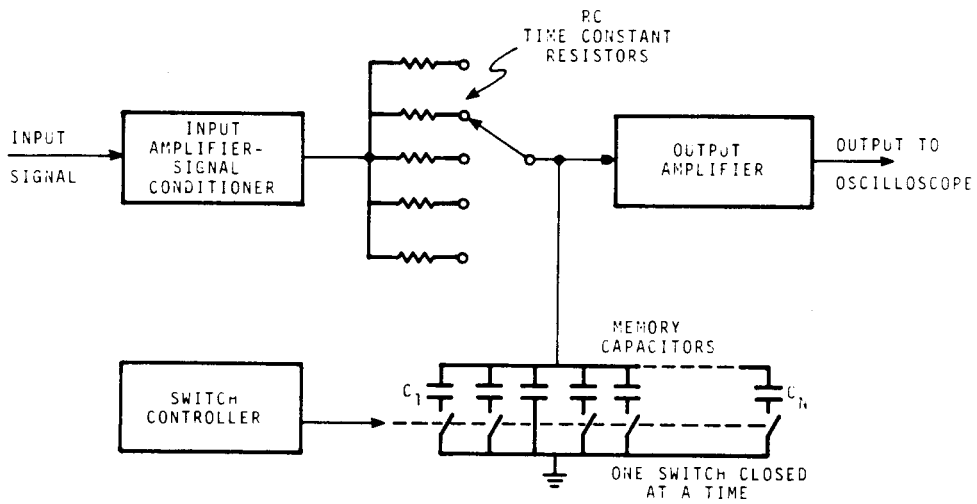 RC
TIME CONSTANT
RESISTORS
INPUT
SIGNAL
INPUT
AMPLIFIER-
SIGNAL
CONDITIONER
OUTPUT
AMPLIFIER
OUTPUT TO
OSCILLOSCOPE
MEMORY
CAPACITORS
SWITCH
CONTROLLER
C1
CN
ONE SWITCH CLOSED
AT A TIME